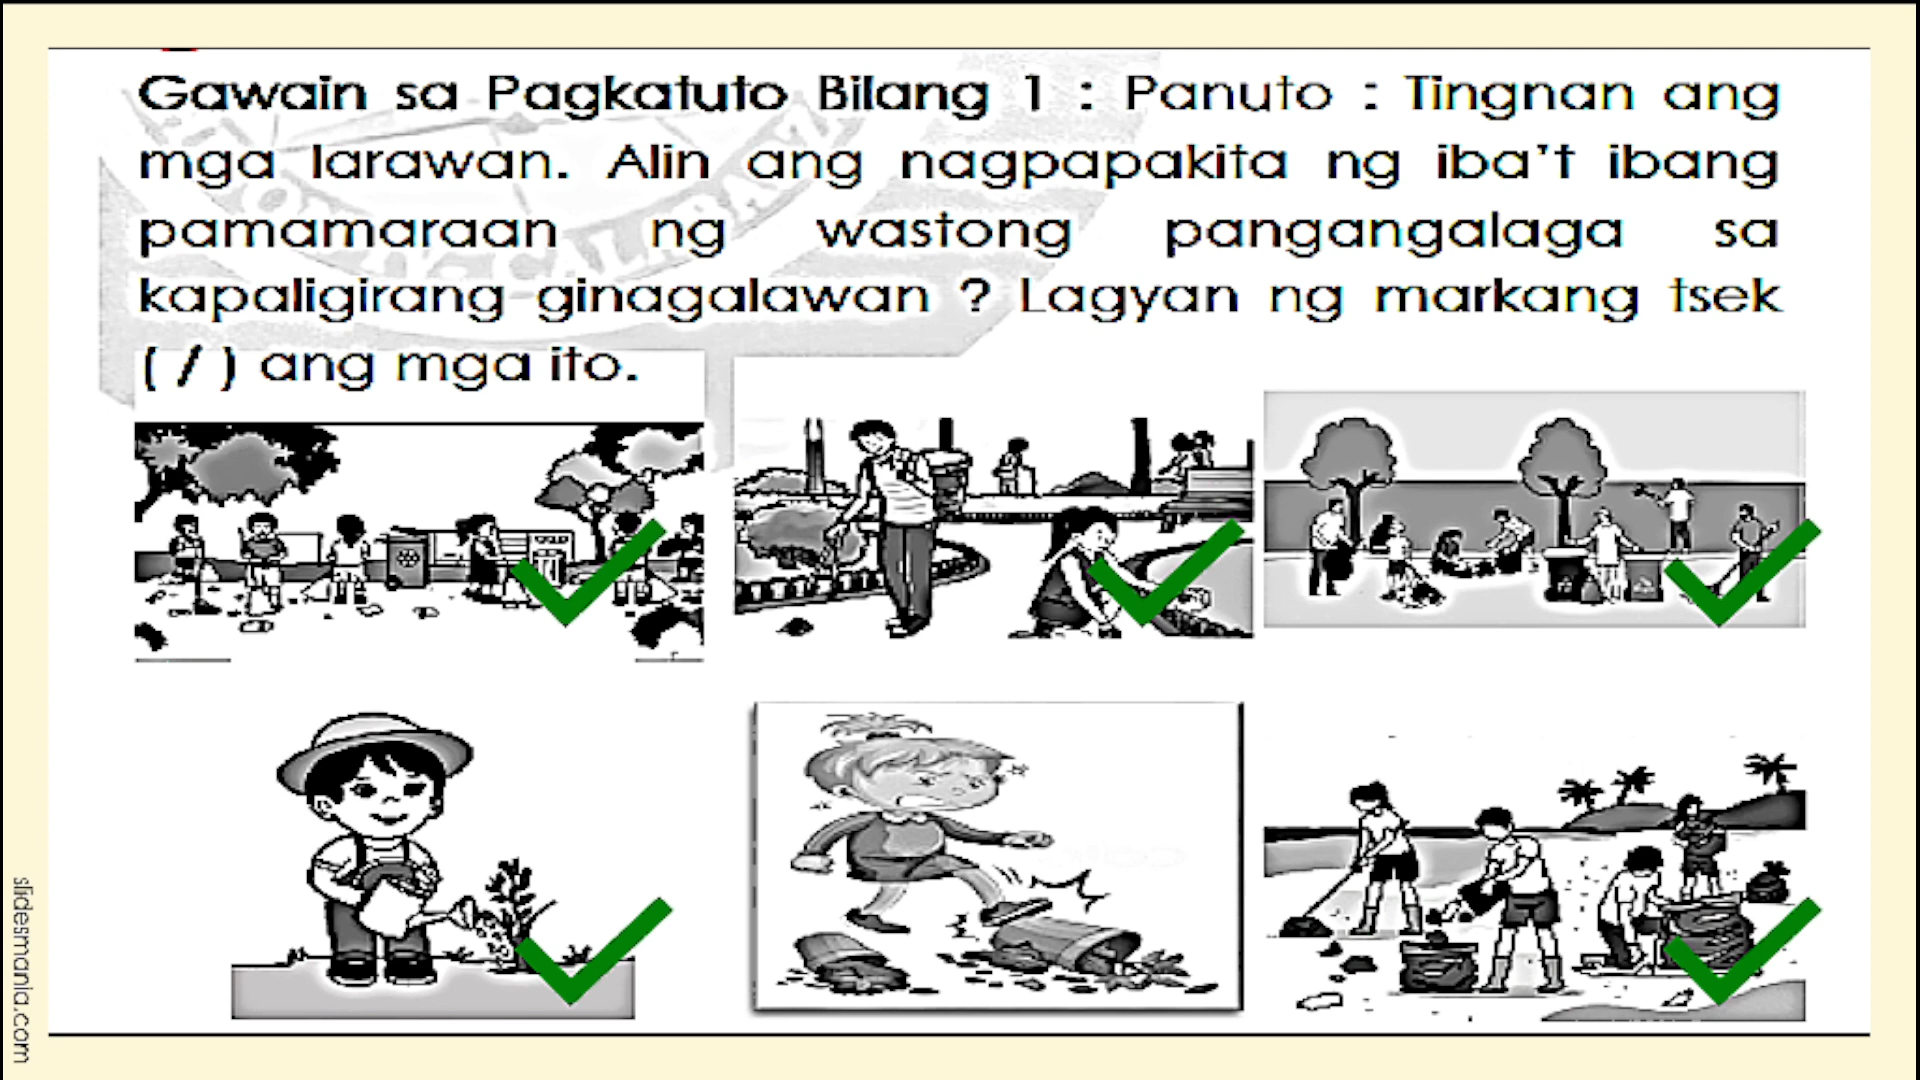 Gawain sa Pagkatuto Bilang 1 : Panuto : Tingnan ang
mga larawan. Alin ang nagpapakita ng iba't ibang
pamamaraan ng wastong pangangalaga sa
kapaligirang ginagalawan ? Lagyan ng markang tsek
( / ) ang mga ito.
slidesmania.com